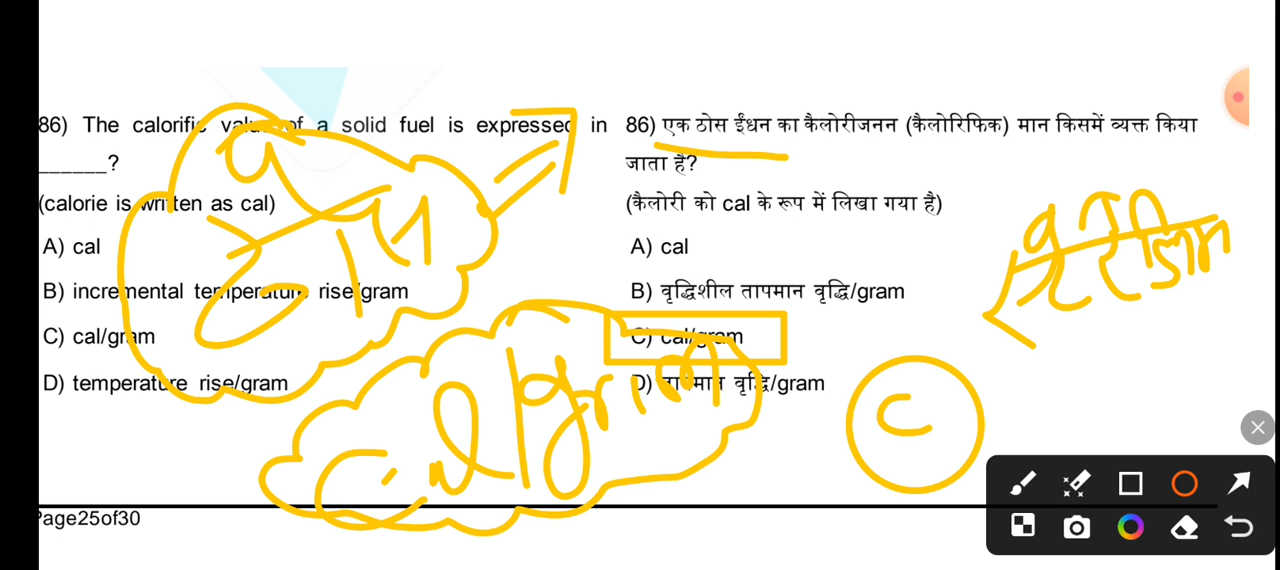 86) The calorific value of a solid fuel is expressed in
______?
(calorie is written as cal)
A) cal
B) incremental temperature rise/gram
C) cal/gram
D) temperature rise/gram
86) एक ठोस ईंधन का कैलोरीजनन (कैलोरिफिक) मान किसमें व्यक्त किया
जाता है?
(कैलोरी को cal के रूप में लिखा गया है)
A) cal
B) वृद्धिशील तापमान वृद्धि/gram
C) cal/gram
D) तापमान वृद्धि/gram
cal/gram
C
Page25of30